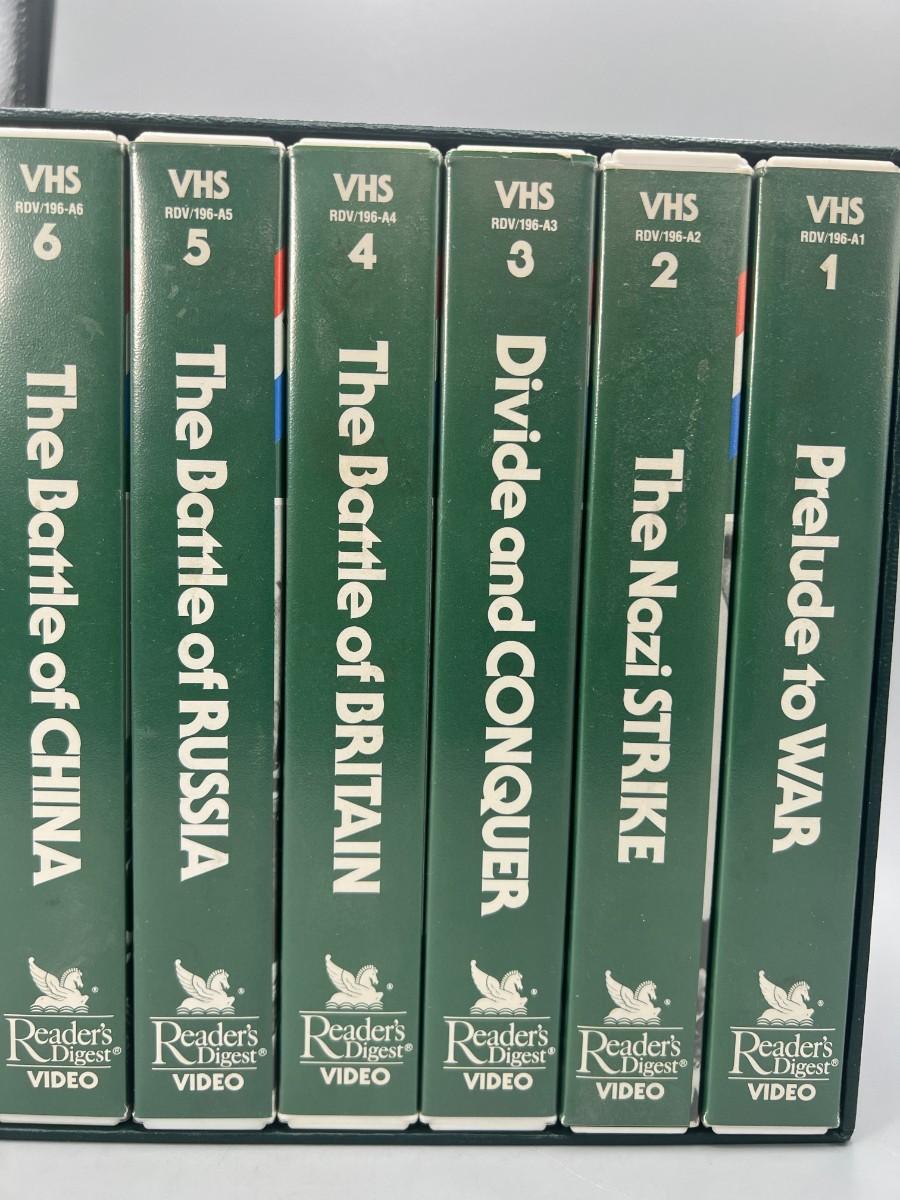 VHS
RDV/196-A6
6
The Battle of CHINA
Reader's
Digest®
VIDEO
VHS
RDV/196-A5
5
The Battle of RUSSIA
Reader's
Digest®
VIDEO
VHS
RDV/196-A4
4
The Battle of BRITAIN
Reader's
Digest®
VIDEO
VHS
RDV/196-A3
3
Divide and CONQUER
Reader's
Digest®
VIDEO
VHS
RDV/196-A2
2
The Nazi STRIKE
Reader's
Digest®
VIDEO
VHS
RDV/196-A1
1
Prelude to WAR
Reader's
Digest®
VIDEO